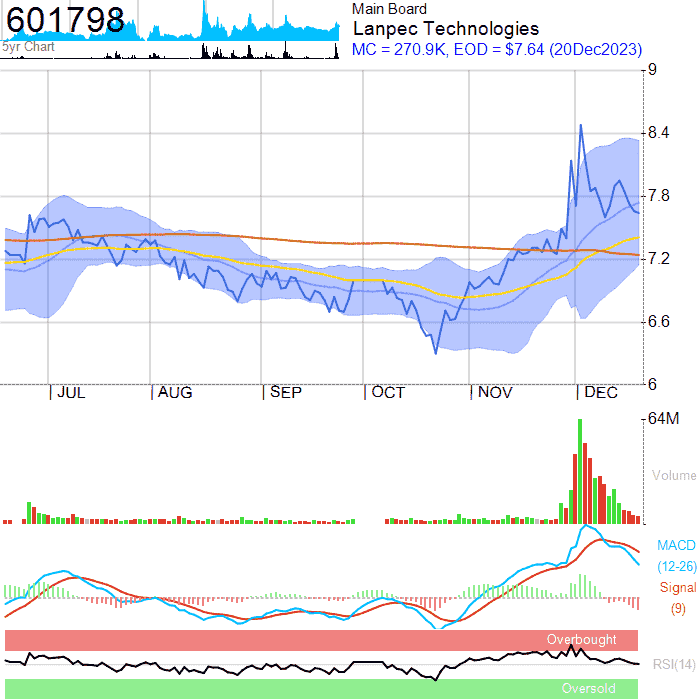 601798
5yr Chart
Main Board
Lanpec Technologies
MC = 270.9K, EOD = $7.64 (20Dec2023)
9
8.4
7.8
7.2
6.6
6
JUL AUG SEP OCT NOV DEC
64M
Volume
MACD
(12-26)
Signal
(9)
Overbought
RSI(14)
Oversold